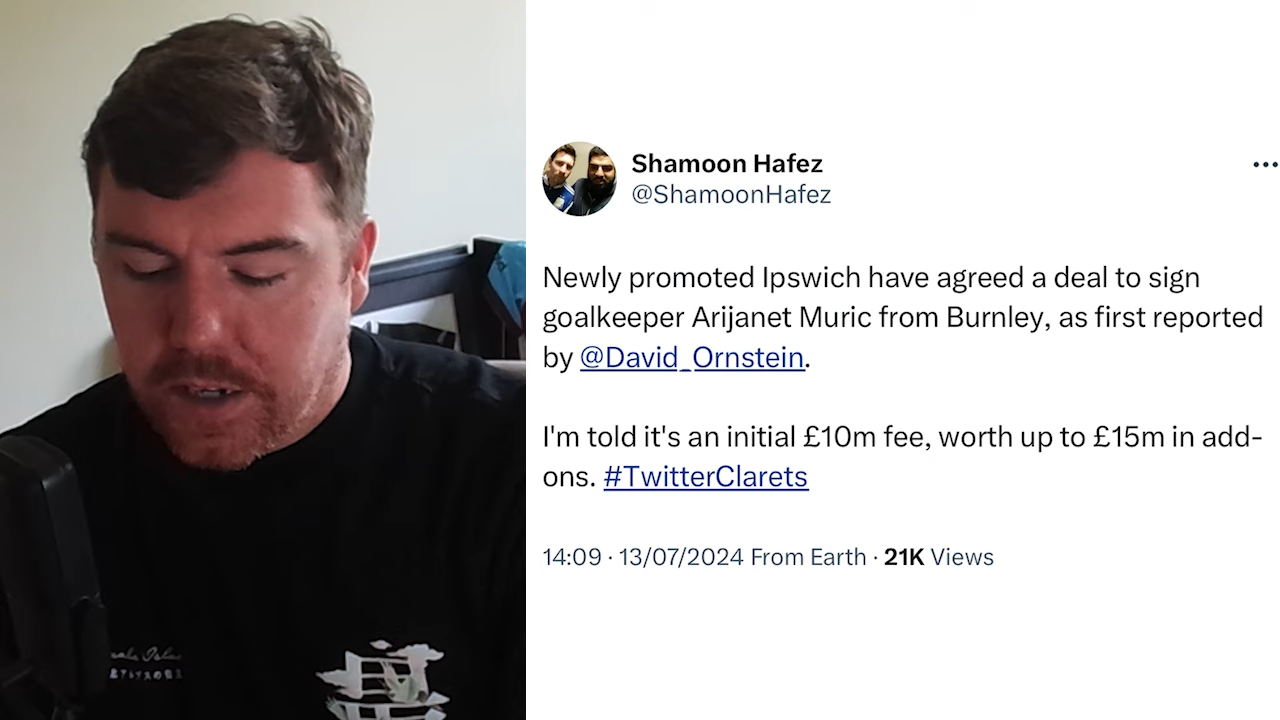 Shamoon Hafez
@ShamoonHafez
Newly promoted Ipswich have agreed a deal to sign
goalkeeper Arijanet Muric from Burnley, as first reported
by @David_Ornstein.
I'm told it's an initial £10m fee, worth up to £15m in add-
ons. #TwitterClarets
14:09 · 13/07/2024 From Earth · 21K Views